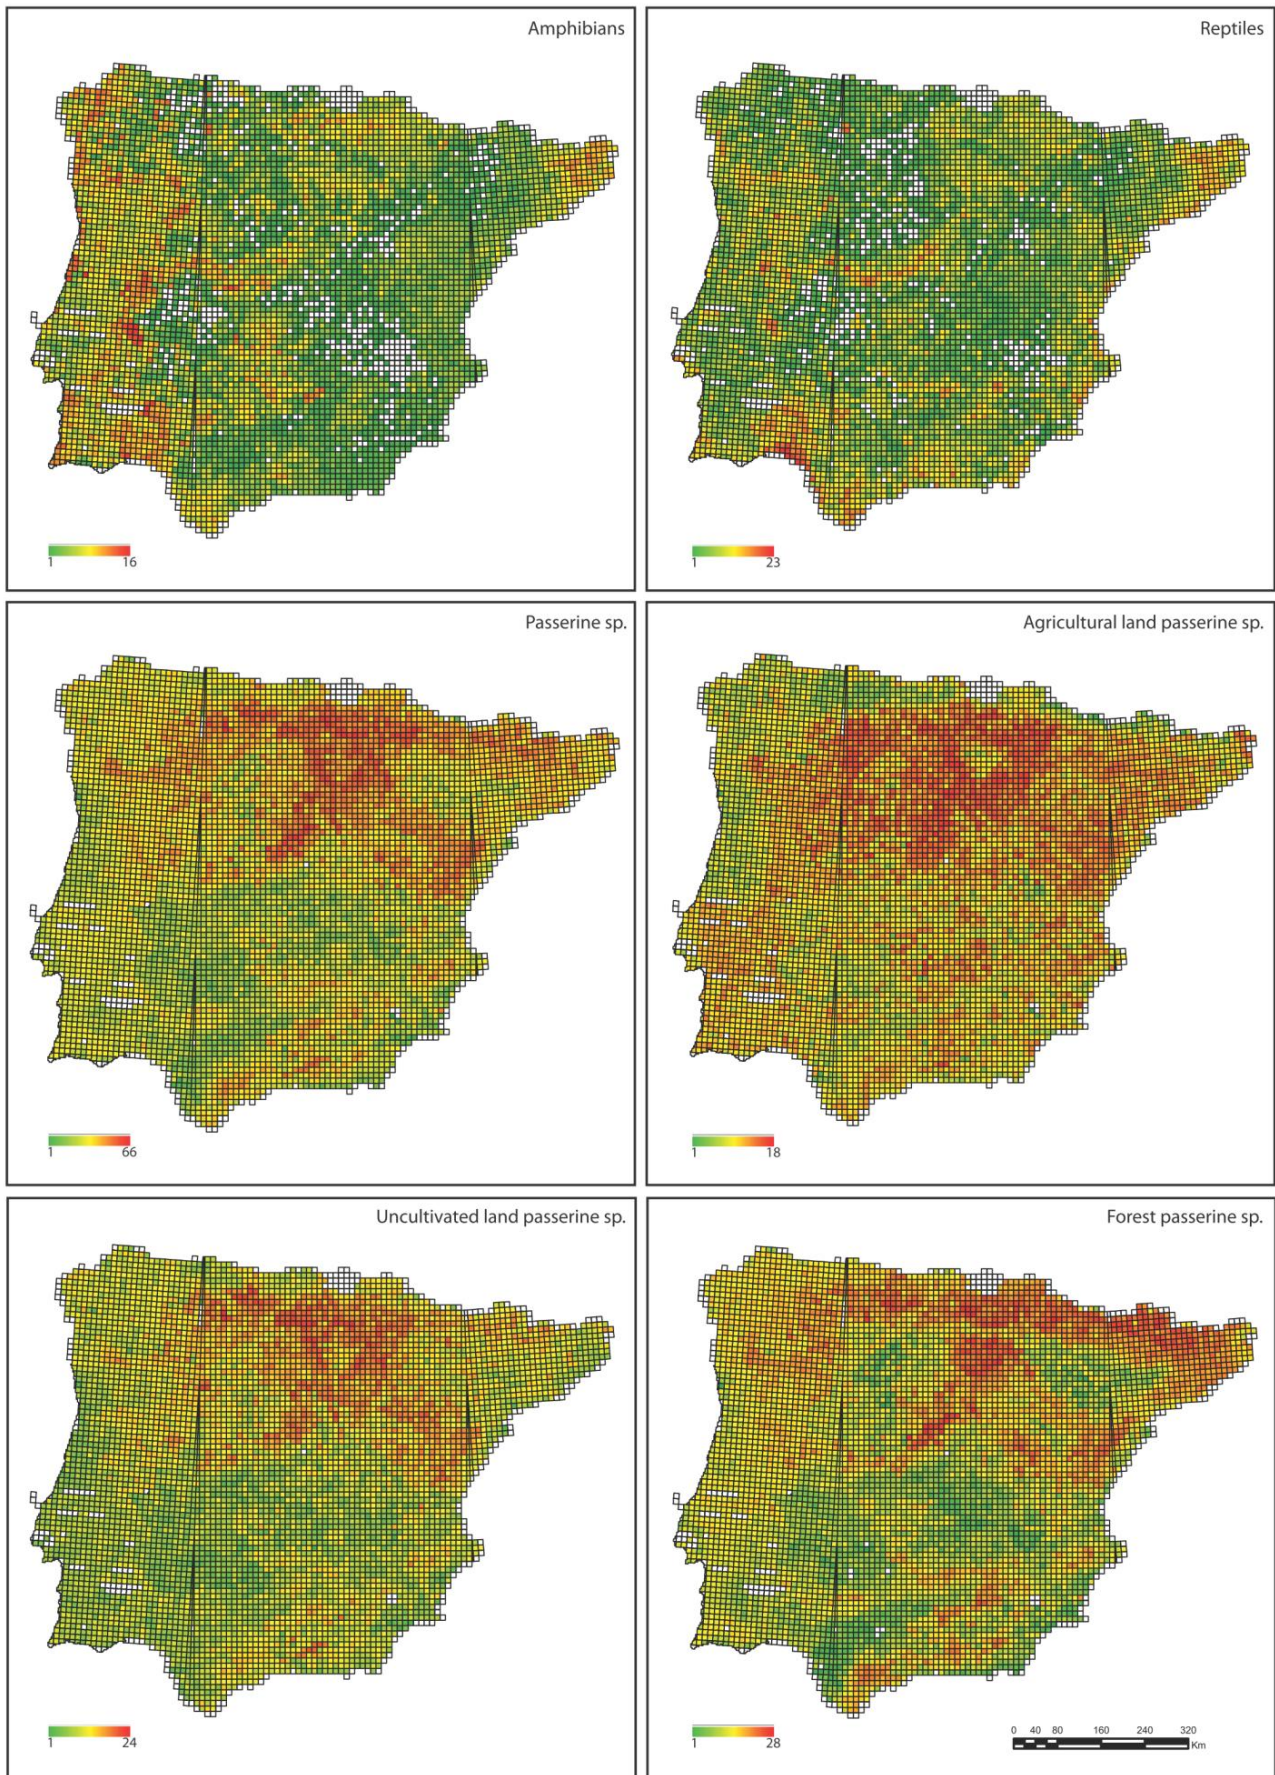 Amphibians
Reptiles
1 16
1 23
Passerine sp.
Agricultural land passerine sp.
1 66
1 18
Uncultivated land passerine sp.
Forest passerine sp.
1 24
1 28
0 40 80 160 240 320
Km